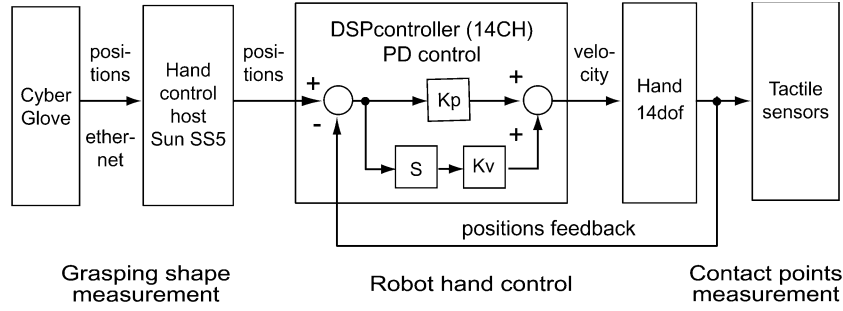 Cyber
Glove
posi-
tions
ether-
net
Hand
control
host
Sun SS5
posi-
tions
DSPcontroller (14CH)
PD control
+
-
Kp
S
Kv
+
+
velo-
city
Hand
14dof
Tactile
sensors
positions feedback
Grasping shape
measurement
Robot hand control
Contact points
measurement